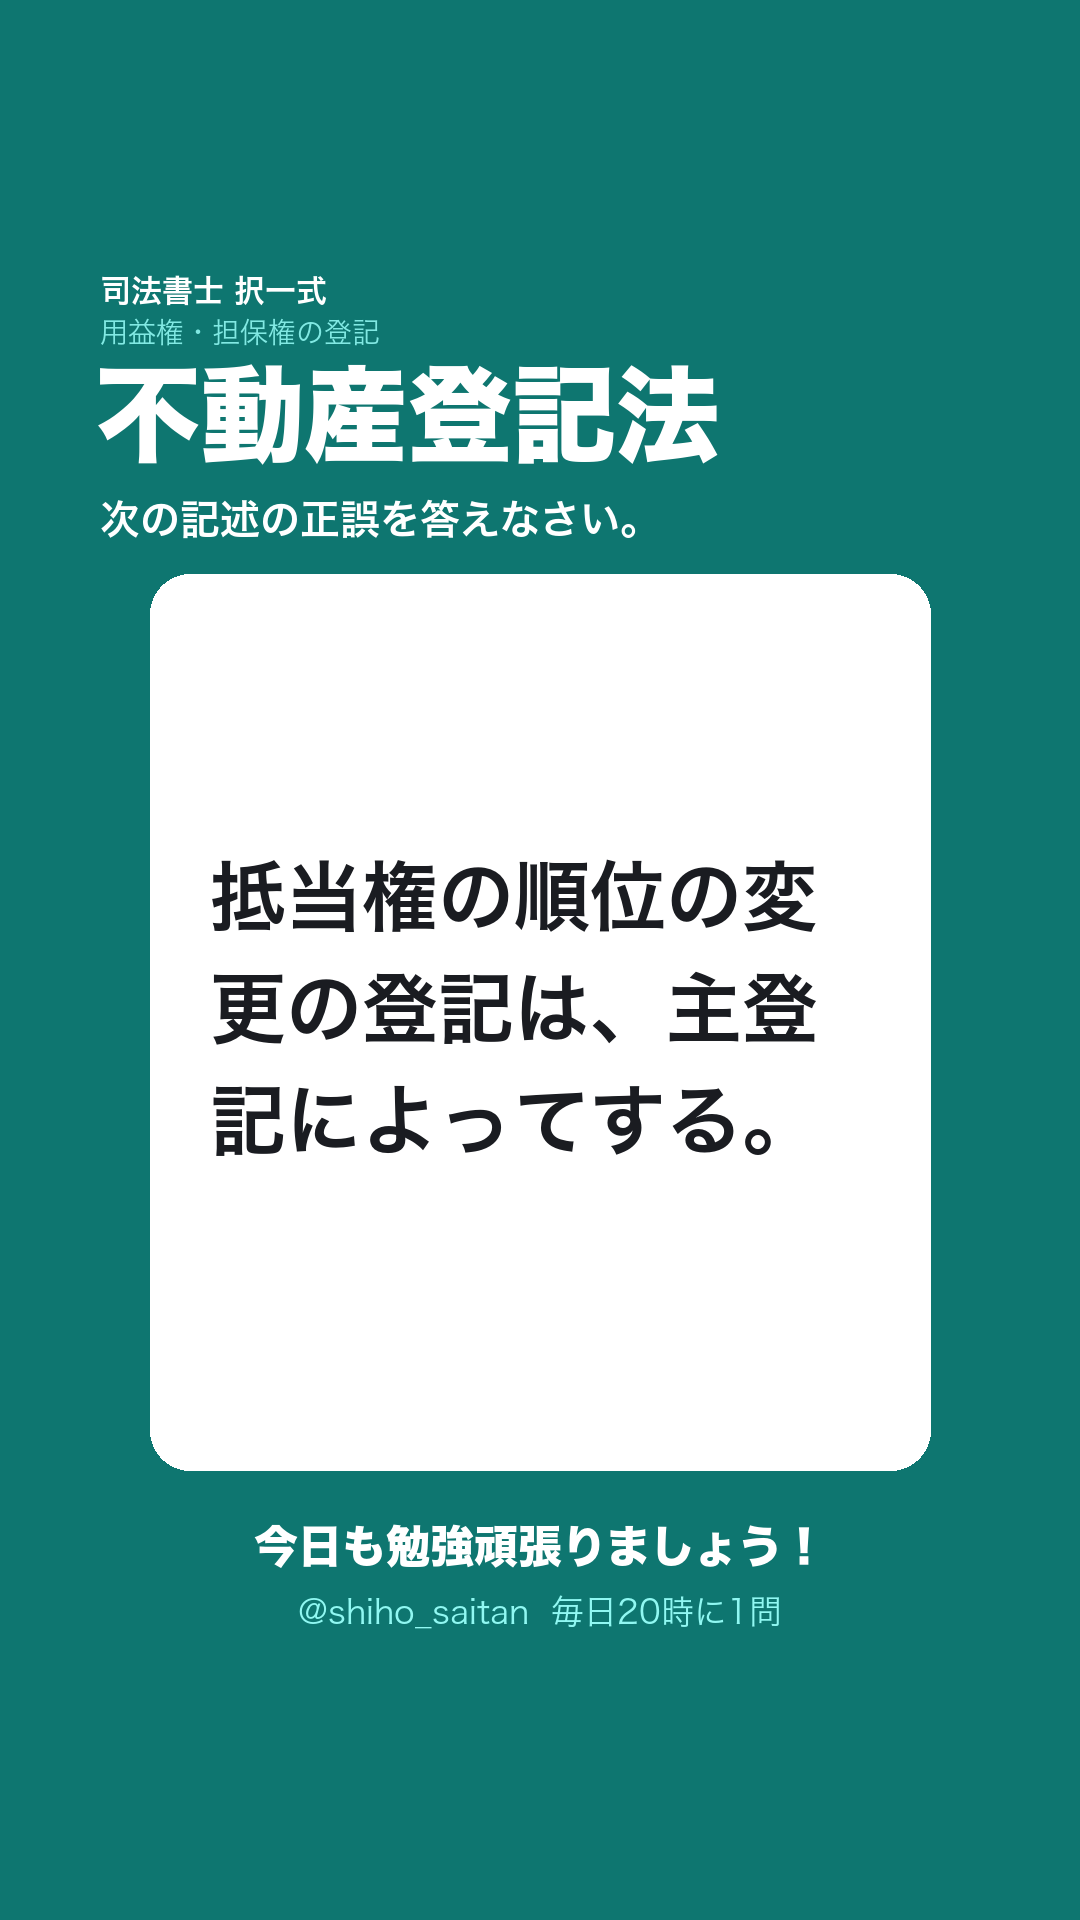 司法書士 択一式
用益権・担保権の登記
不動産登記法
次の記述の正誤を答えなさい。
抵当権の順位の変
更の登記は、主登
記によってする。
今日も勉強頑張りましょう！
@shiho_saitan 毎日20時に1問